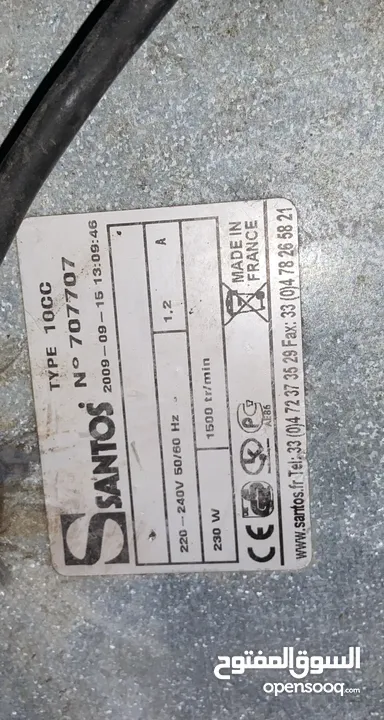 SANTOS
TYPE 10CC
N° 707707
2009-09-15 13:09:46
220-240V 50/60 Hz 1.2 A
230 W 1500 tr/min
CE
MADE IN
FRANCE
AE86
www.santos.fr Tel: 33 (0)4 72 37 35 29 Fax: 33 (0)4 78 26 58 21
السوق المفتوح
opensooq.com